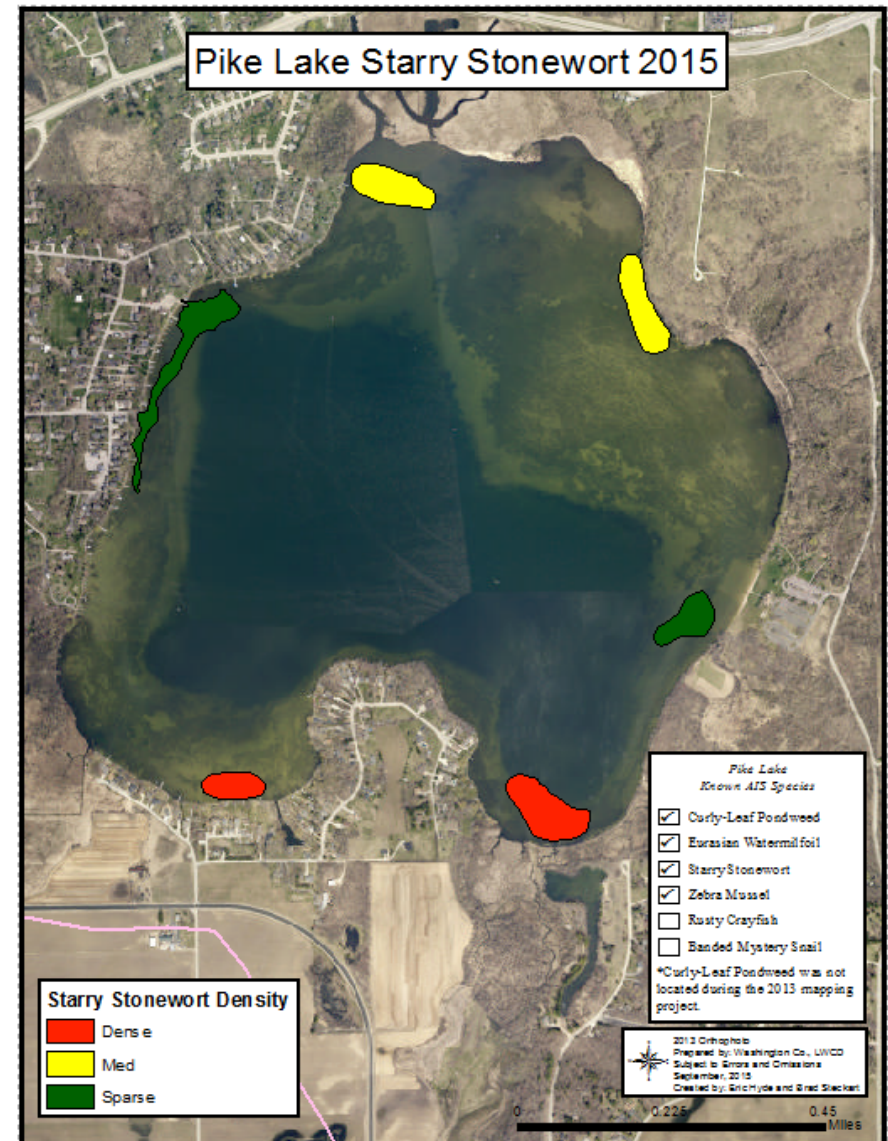 Pike Lake Starry Stonewort 2015
Pike Lake
Known AIS Species
Curly-Leaf Pondweed
Eurasian Watermilfoil
Starry Stonewort
Zebra Mussel
Rusty Crayfish
Banded Mystery Snail
*Curly-Leaf Pondweed was not
located during the 2013 mapping
project.
Starry Stonewort Density
Dense
Med
Sparse
2013 Orthophoto
Prepared by: Washington Co., LWCD
Subject to Errors and Omissions
September, 2015
Created by: Eric Hyde and Brad Steckart
0 0.225 0.45
Miles